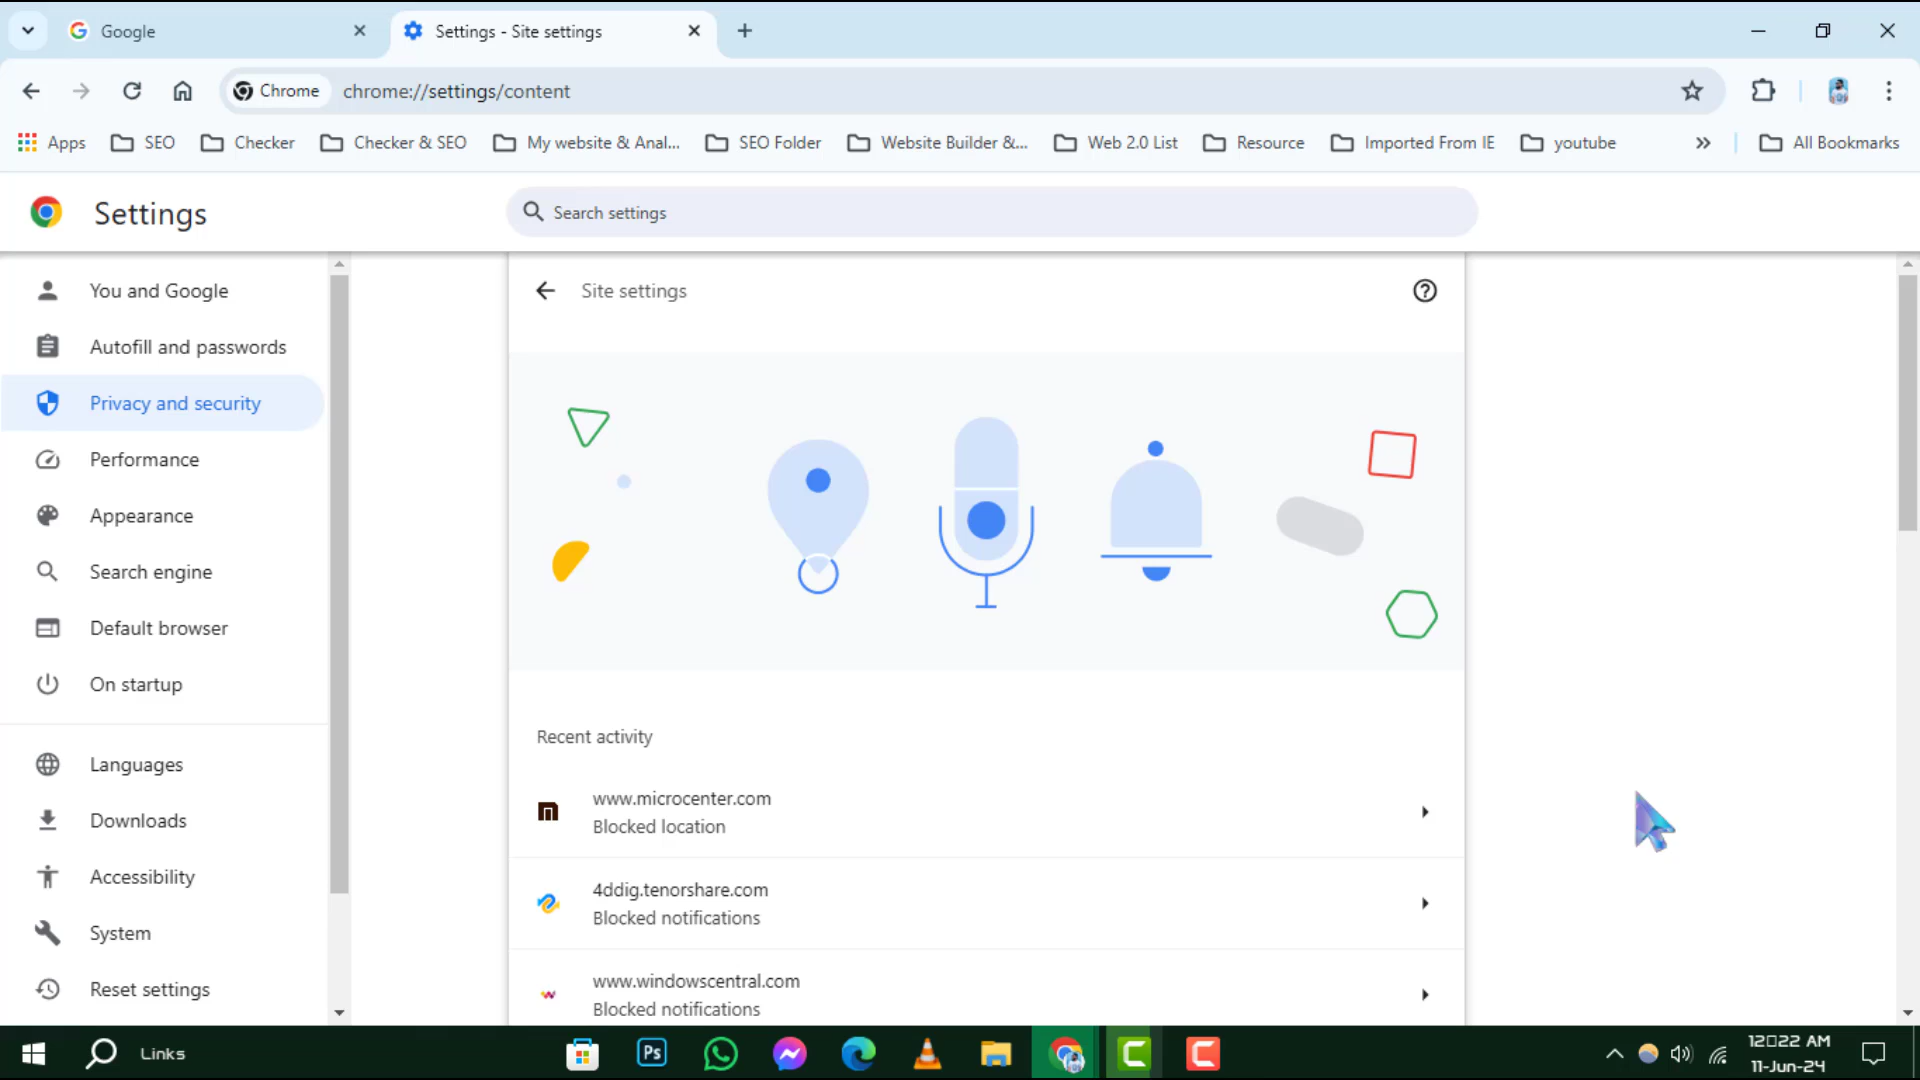 Google
Settings - Site settings
Chrome
chrome://settings/content
Apps
SEO
Checker
Checker & SEO
My website & Anal...
SEO Folder
Website Builder &...
Web 2.0 List
Resource
Imported From IE
youtube
All Bookmarks
Settings
Search settings
You and Google
Autofill and passwords
Privacy and security
Performance
Appearance
Search engine
Default browser
On startup
Languages
Downloads
Accessibility
System
Reset settings
Site settings
Recent activity
www.microcenter.com
Blocked location
4ddig.tenorshare.com
Blocked notifications
www.windowscentral.com
Blocked notifications
Links
Ps
12▯22 AM
11-Jun-24